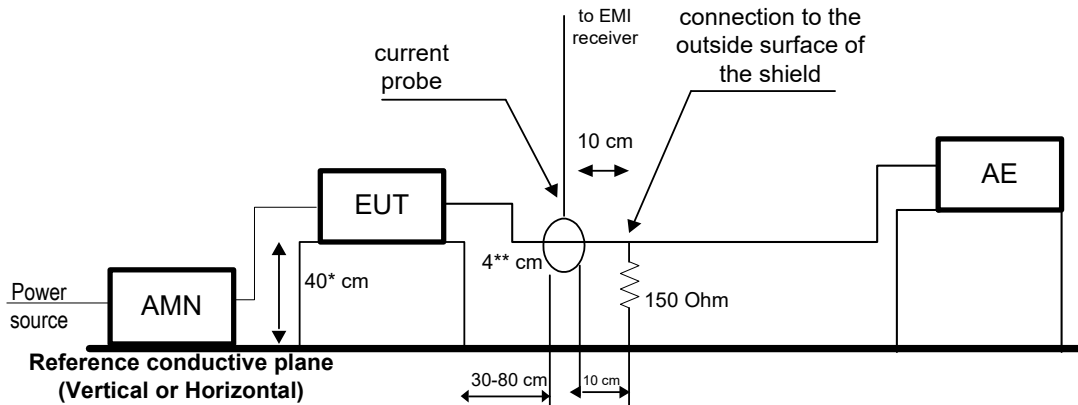 to EMI
receiver
connection to the
outside surface of
the shield
current
probe
10 cm
AE
EUT
4** cm
40* cm
150 Ohm
Power
source
AMN
Reference conductive plane
(Vertical or Horizontal)
30-80 cm
10 cm